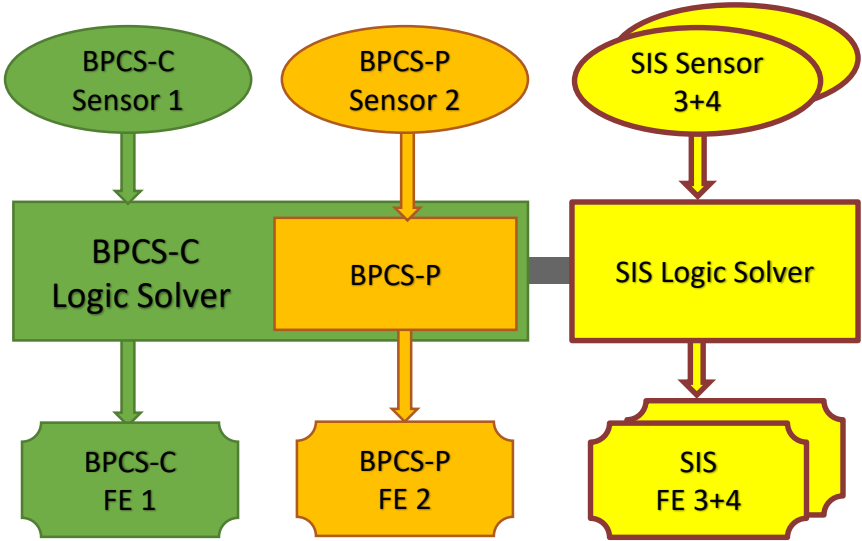 BPCS-C
Sensor 1
BPCS-P
Sensor 2
SIS Sensor
3+4
BPCS-C
Logic Solver
BPCS-P
SIS Logic Solver
BPCS-C
FE 1
BPCS-P
FE 2
SIS
FE 3+4